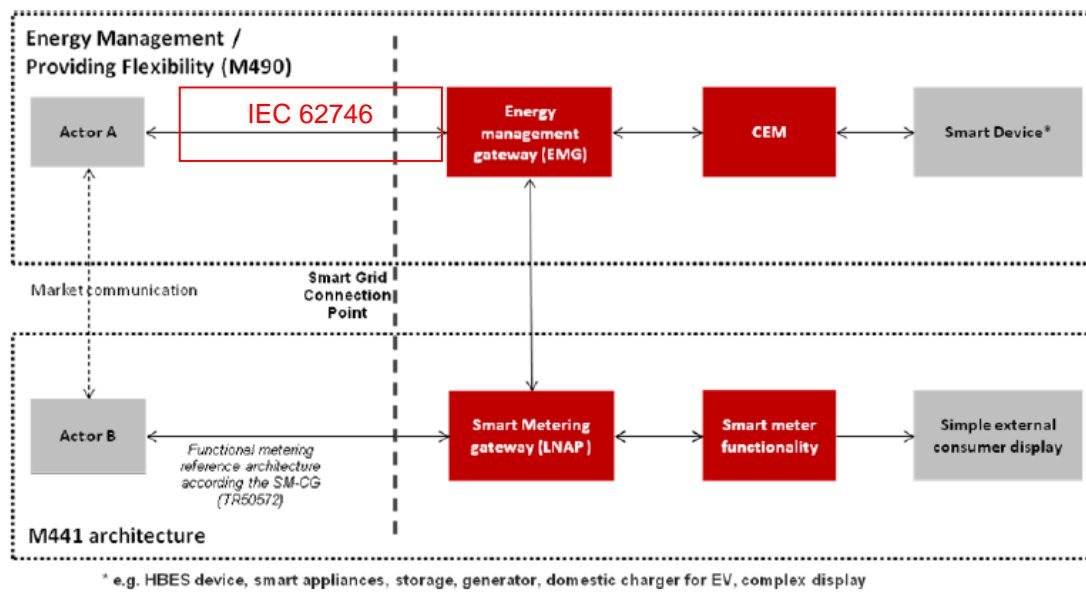 Energy Management /
Providing Flexibility (M490)
Actor A
IEC 62746
Energy
management
gateway (EMG)
CEM
Smart Device*
Market communication
Smart Grid
Connection
Point
Actor B
Functional metering
reference architecture
according the SM-CG
(TR50572)
Smart Metering
gateway (LNAP)
Smart meter
functionality
Simple external
consumer display
M441 architecture
* e.g. HBES device, smart appliances, storage, generator, domestic charger for EV, complex display